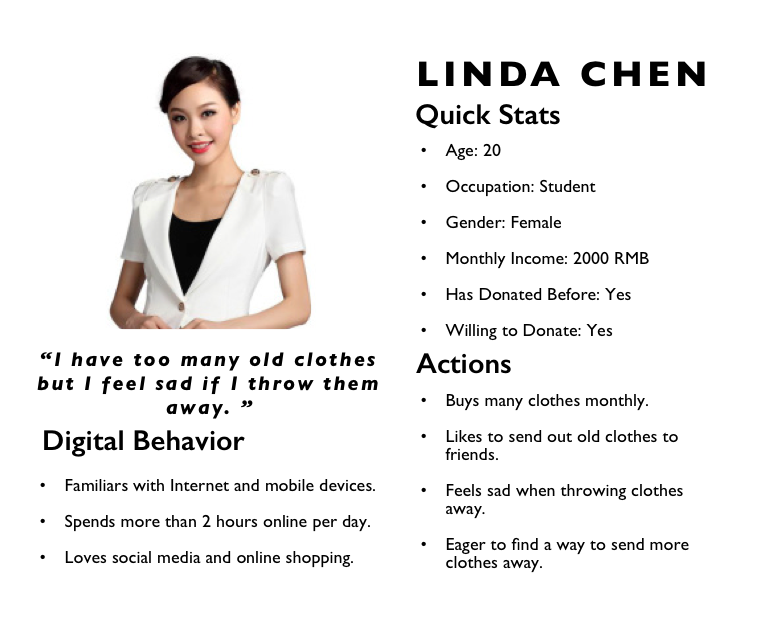 LINDA CHEN
Quick Stats
• Age: 20
• Occupation: Student
• Gender: Female
• Monthly Income: 2000 RMB
• Has Donated Before: Yes
• Willing to Donate: Yes
Actions
• Buys many clothes monthly.
• Likes to send out old clothes to
friends.
• Feels sad when throwing clothes
away.
• Eager to find a way to send more
clothes away.
“I have too many old clothes
but I feel sad if I throw them
away. ”
Digital Behavior
• Familiars with Internet and mobile devices.
• Spends more than 2 hours online per day.
• Loves social media and online shopping.